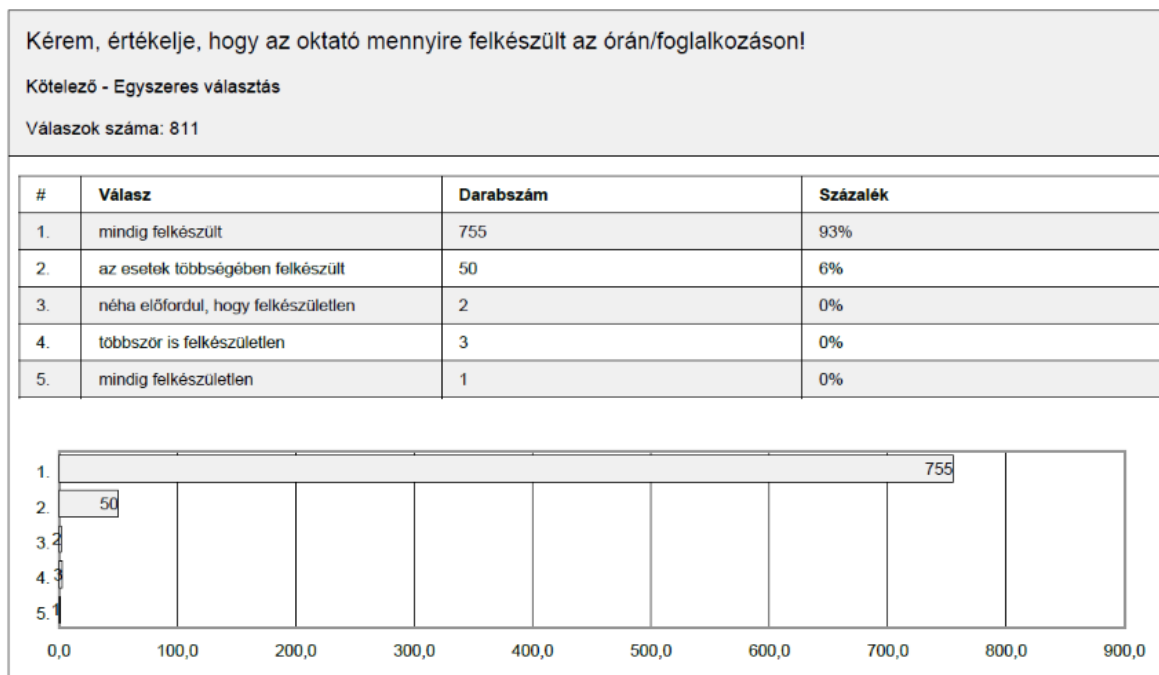 Kérem, értékelje, hogy az oktató mennyire felkészült az órán/foglalkozáson!
Kötelező - Egyszeres választás
Válaszok száma: 811
# Válasz Darabszám Százalék
1. mindig felkészült 755 93%
2. az esetek többségében felkészült 50 6%
3. néha előfordul, hogy felkészületlen 2 0%
4. többször is felkészületlen 3 0%
5. mindig felkészületlen 1 0%
1. 755
2. 50
3. 2
4. 3
5. 1
0,0 100,0 200,0 300,0 400,0 500,0 600,0 700,0 800,0 900,0